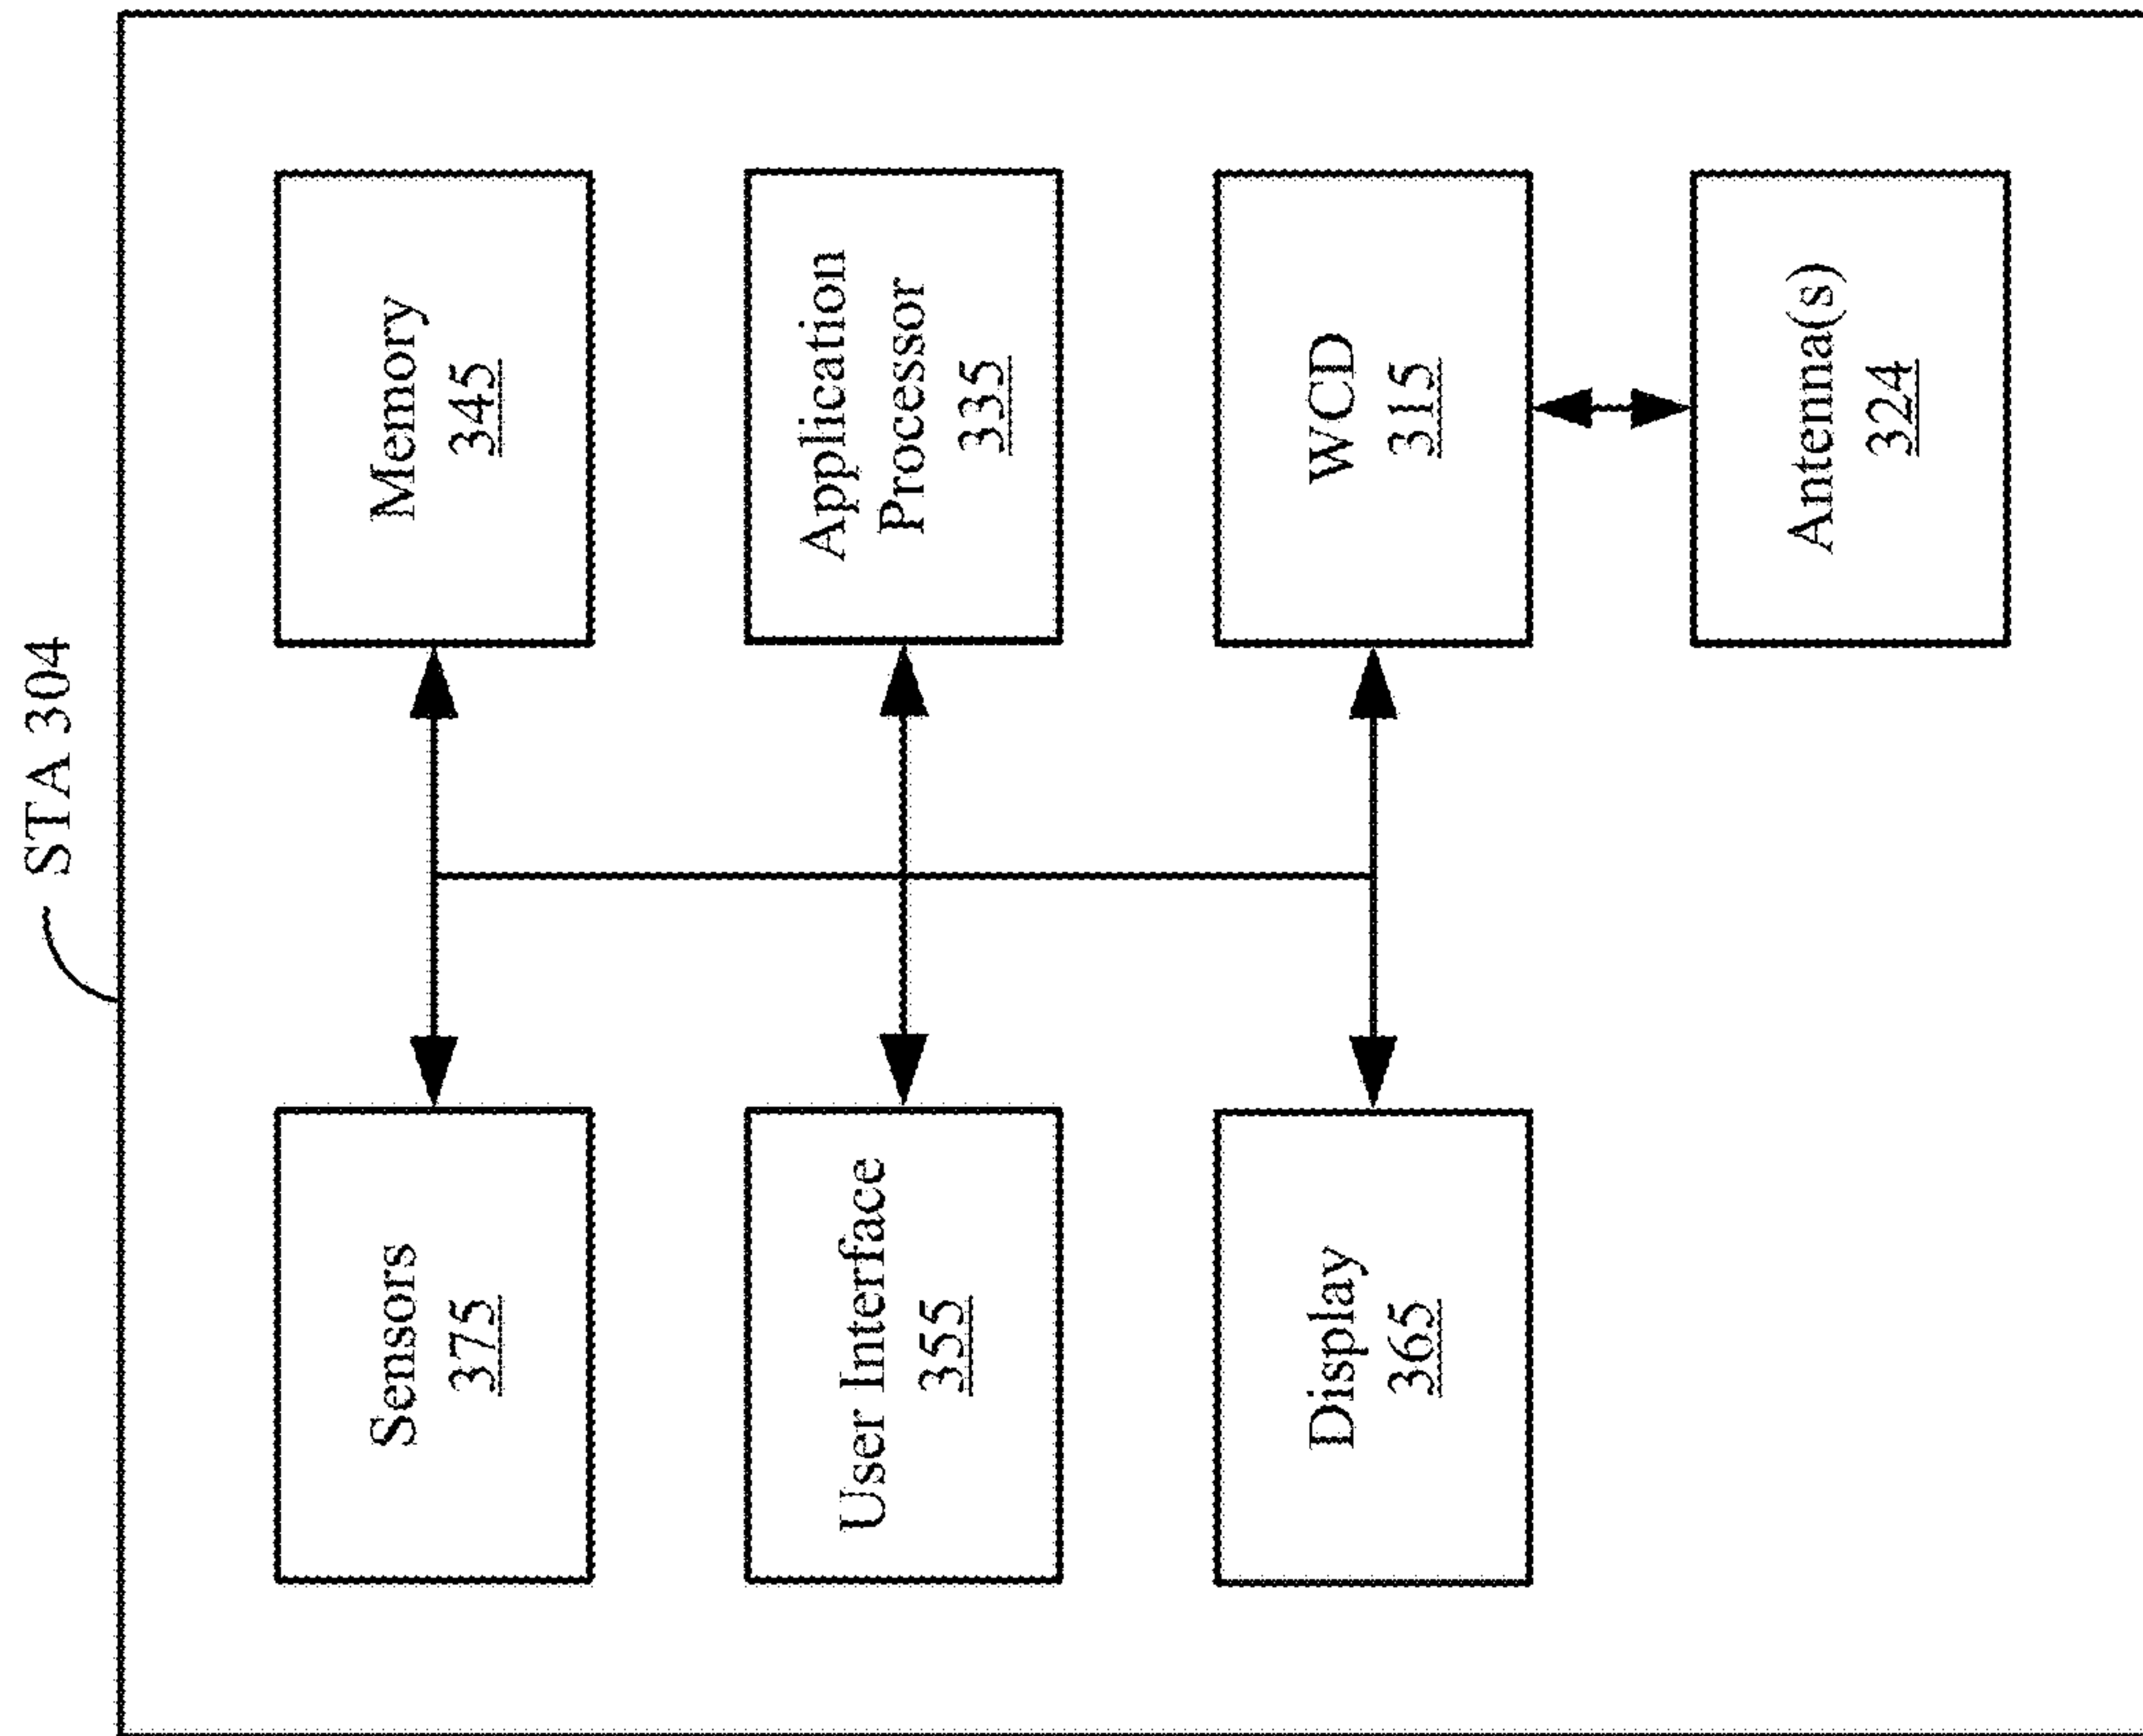 STA 304
Sensors
375
Memory
345
User Interface
355
Application
Processor
335
Display
365
WCD
315
Antenna(s)
324